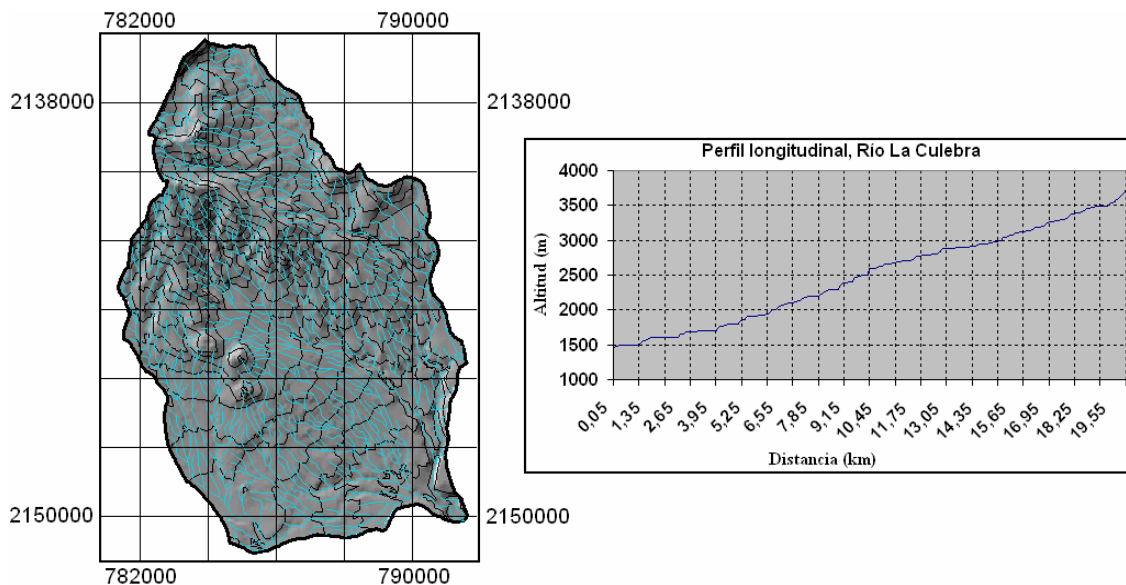 782000 790000
2138000 2138000
2150000 2150000
782000 790000
Perfil longitudinal, Río La Culebra
4000
3500
3000
2500
2000
1500
1000
Altitud (m)
0,05 1,35 2,65 3,95 5,25 6,55 7,85 9,15 10,45 11,75 13,05 14,35 15,65 16,95 18,25 19,55
Distancia (km)